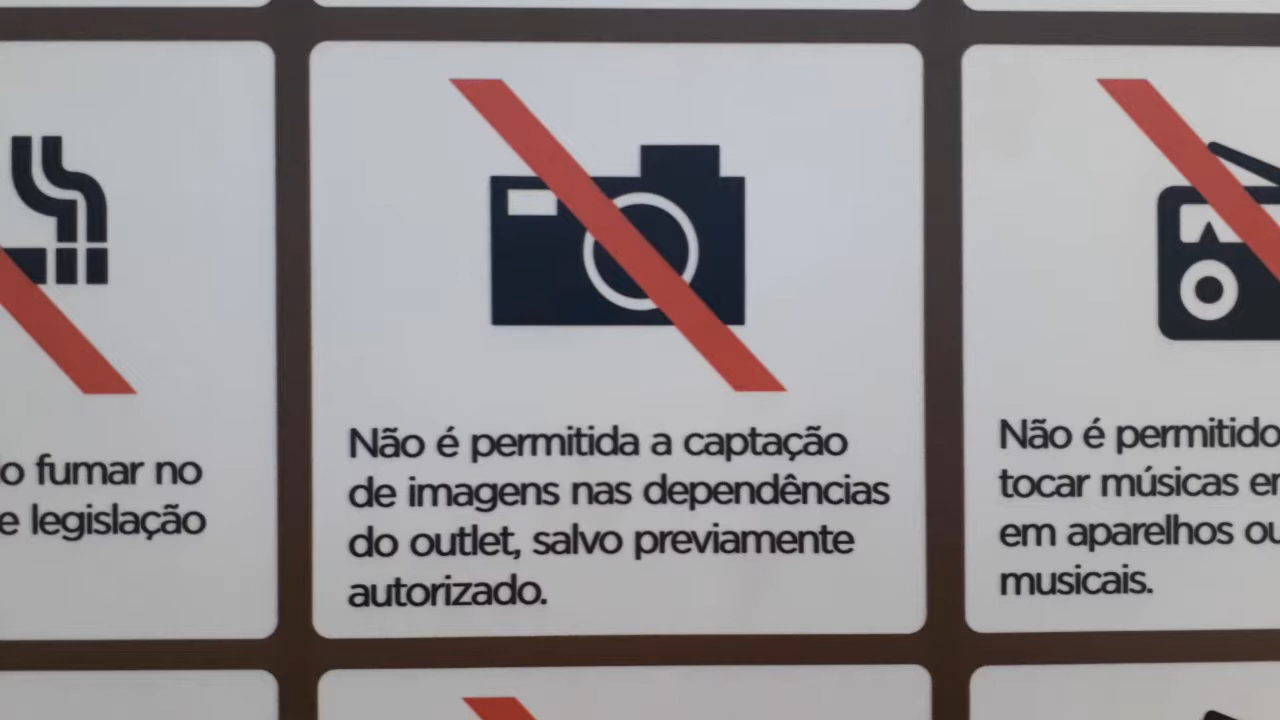 fumar no
legislação
Não é permitida a captação
de imagens nas dependências
do outlet, salvo previamente
autorizado.
Não é permitido
tocar músicas
em aparelhos
musicais.